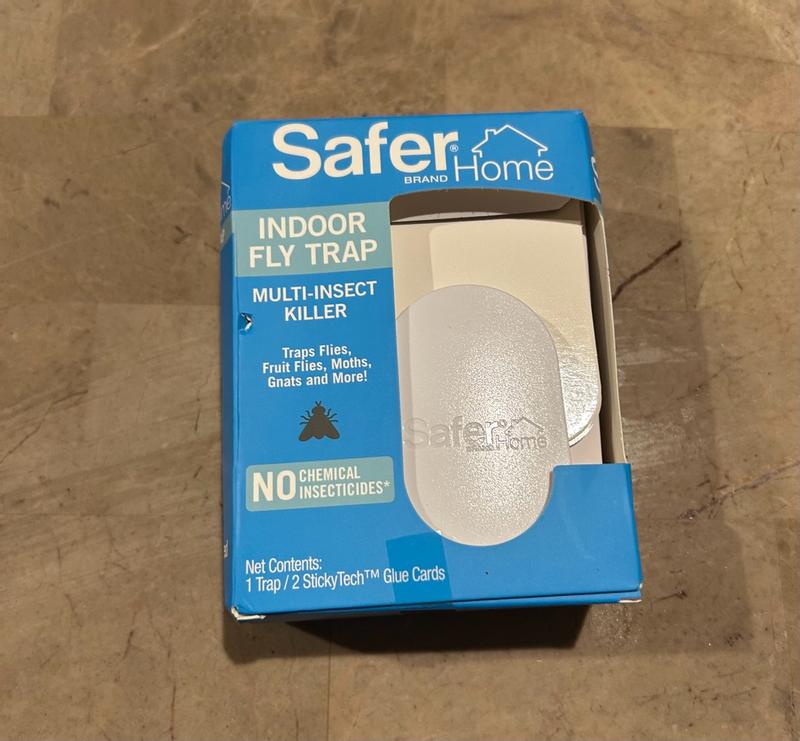 Safer®
BRAND Home
INDOOR
FLY TRAP
MULTI-INSECT
KILLER
Traps Flies,
Fruit Flies, Moths,
Gnats and More!
NO CHEMICAL
INSECTICIDES*
Net Contents:
1 Trap / 2 StickyTech™ Glue Cards
Safer®
BRAND Home